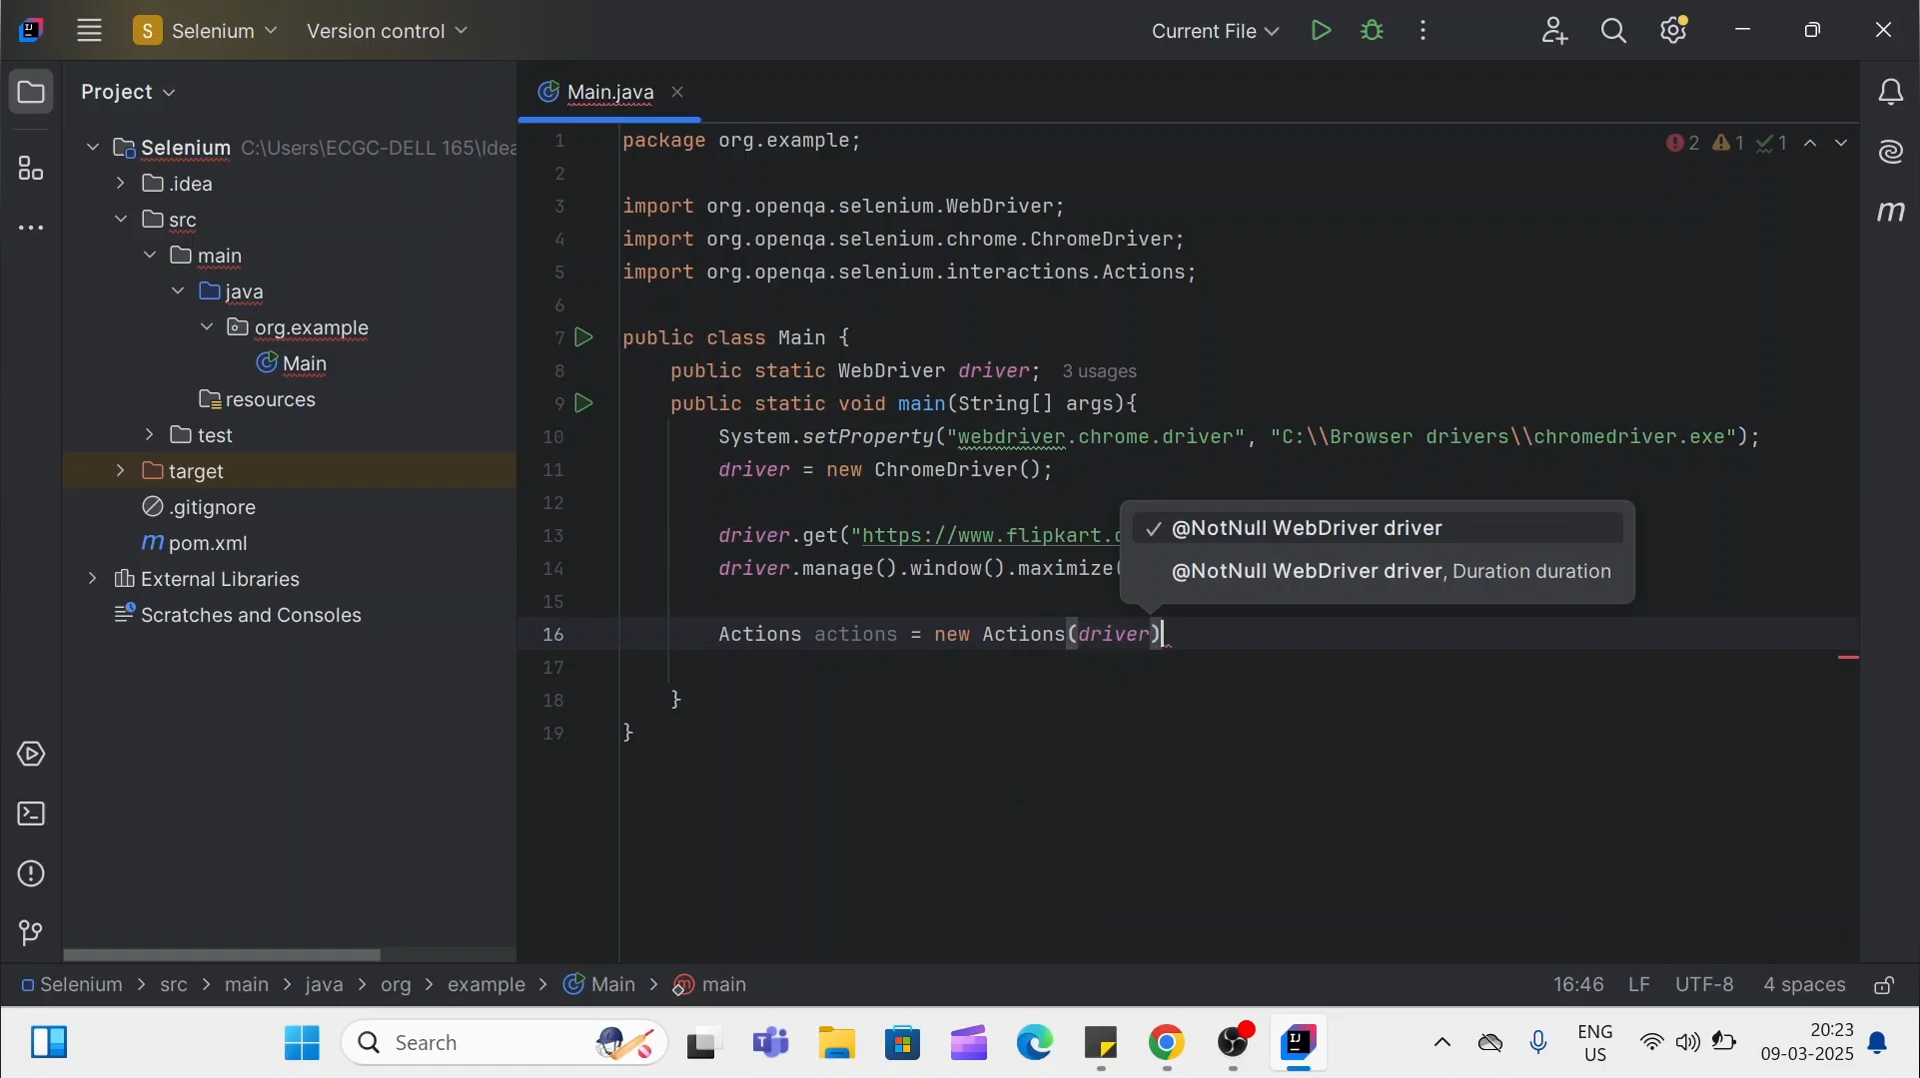 S Selenium Version control Current File
Project
Main.java
Selenium C:\Users\ECGC-DELL 165\Idea
.idea
src
main
java
org.example
Main
resources
test
target
.gitignore
m pom.xml
External Libraries
Scratches and Consoles
2 1 1
m
1 package org.example;
2
3 import org.openqa.selenium.WebDriver;
4 import org.openqa.selenium.chrome.ChromeDriver;
5 import org.openqa.selenium.interactions.Actions;
6
7 public class Main {
8 public static WebDriver driver; 3 usages
9 public static void main(String[] args){
10 System.setProperty("webdriver.chrome.driver", "C:\\Browser drivers\\chromedriver.exe");
11 driver = new ChromeDriver();
12
13 driver.get("https://www.flipkart.
14 driver.manage().window().maximize(
15
16 Actions actions = new Actions(driver)
17
18 }
19 }
@NotNull WebDriver driver
@NotNull WebDriver driver, Duration duration
Selenium > src > main > java > org > example > Main > m main
16:46 LF UTF-8 4 spaces
Search
ENG
US
20:23
09-03-2025